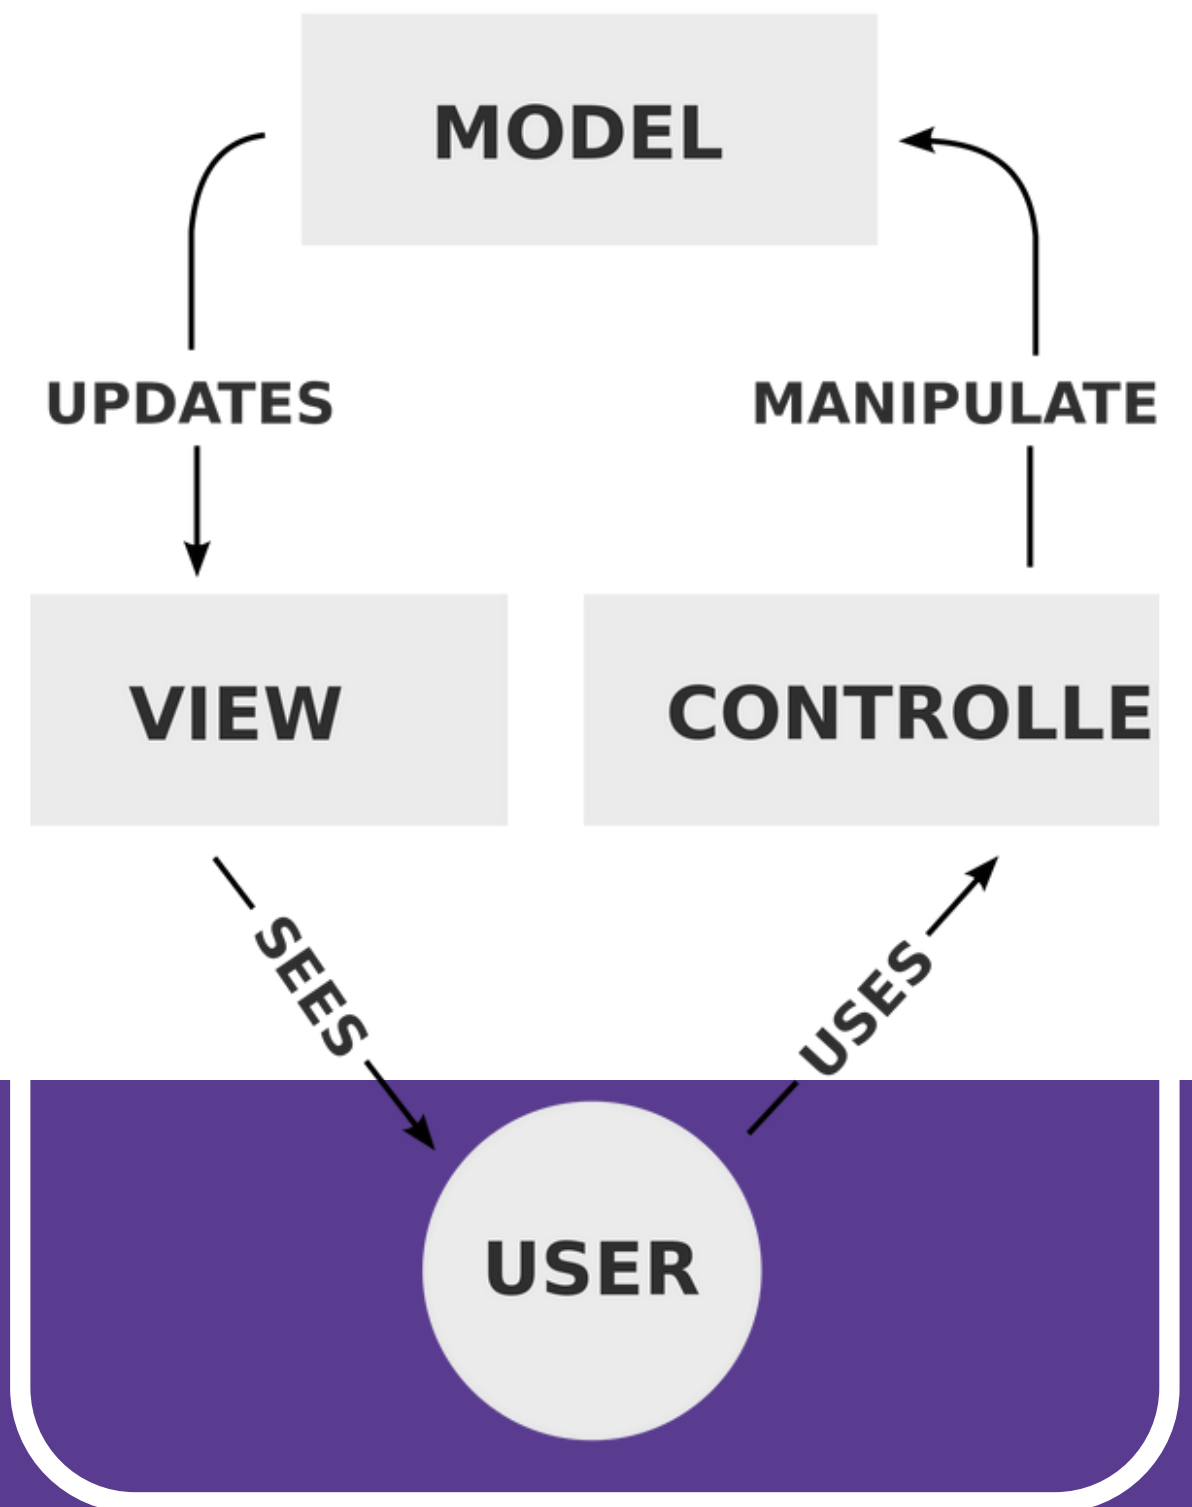 MODEL
UPDATES
MANIPULATE
VIEW
CONTROLLE
SEES
USES
USER